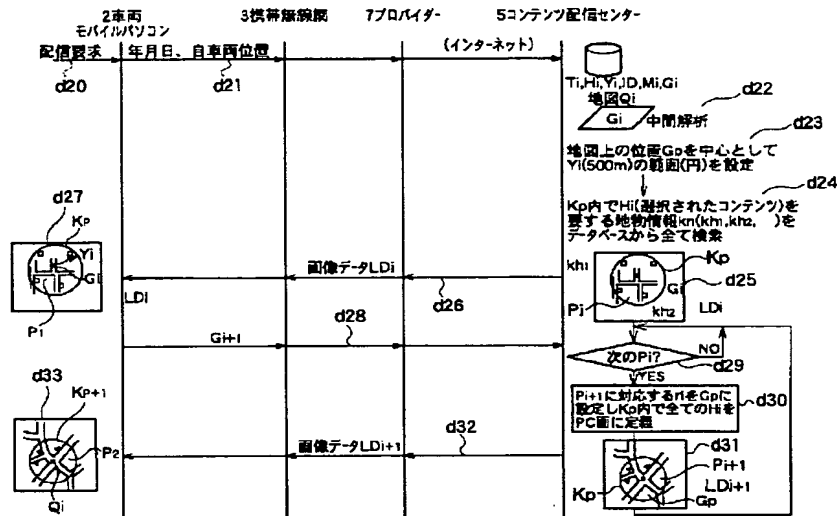 2車両
モバイルパソコン
3携帯無線網
7プロバイダー
5コンテンツ配信センター
配信要求
年月日、自車両位置
(インターネット)
d20
d21
Ti,Hi,Yi,ID,Mi,Gi
地図Qi
Gi
中間解析
d22
d23
地図上の位置Gpを中心として
Yi(500m)の範囲(円)を設定
d24
Kp内でHi(選択されたコンテンツ)を
要する地物情報kn(kh1,kh2, )を
データベースから全て検索
d27
Kp
Yi
Gi
P1
LDi
画像データLDi
d26
kh1
Kp
Gi
d25
Pi
kh2
LDi
Gi+1
d28
次のPi?
NO
d29
YES
Pi+1に対応するriをGpに
設定しKp内で全てのHiを
PC画に定義
d30
d33
Kp+1
P2
Qi
画像データLDi+1
d32
d31
Pi+1
LDi+1
Kp
Gp